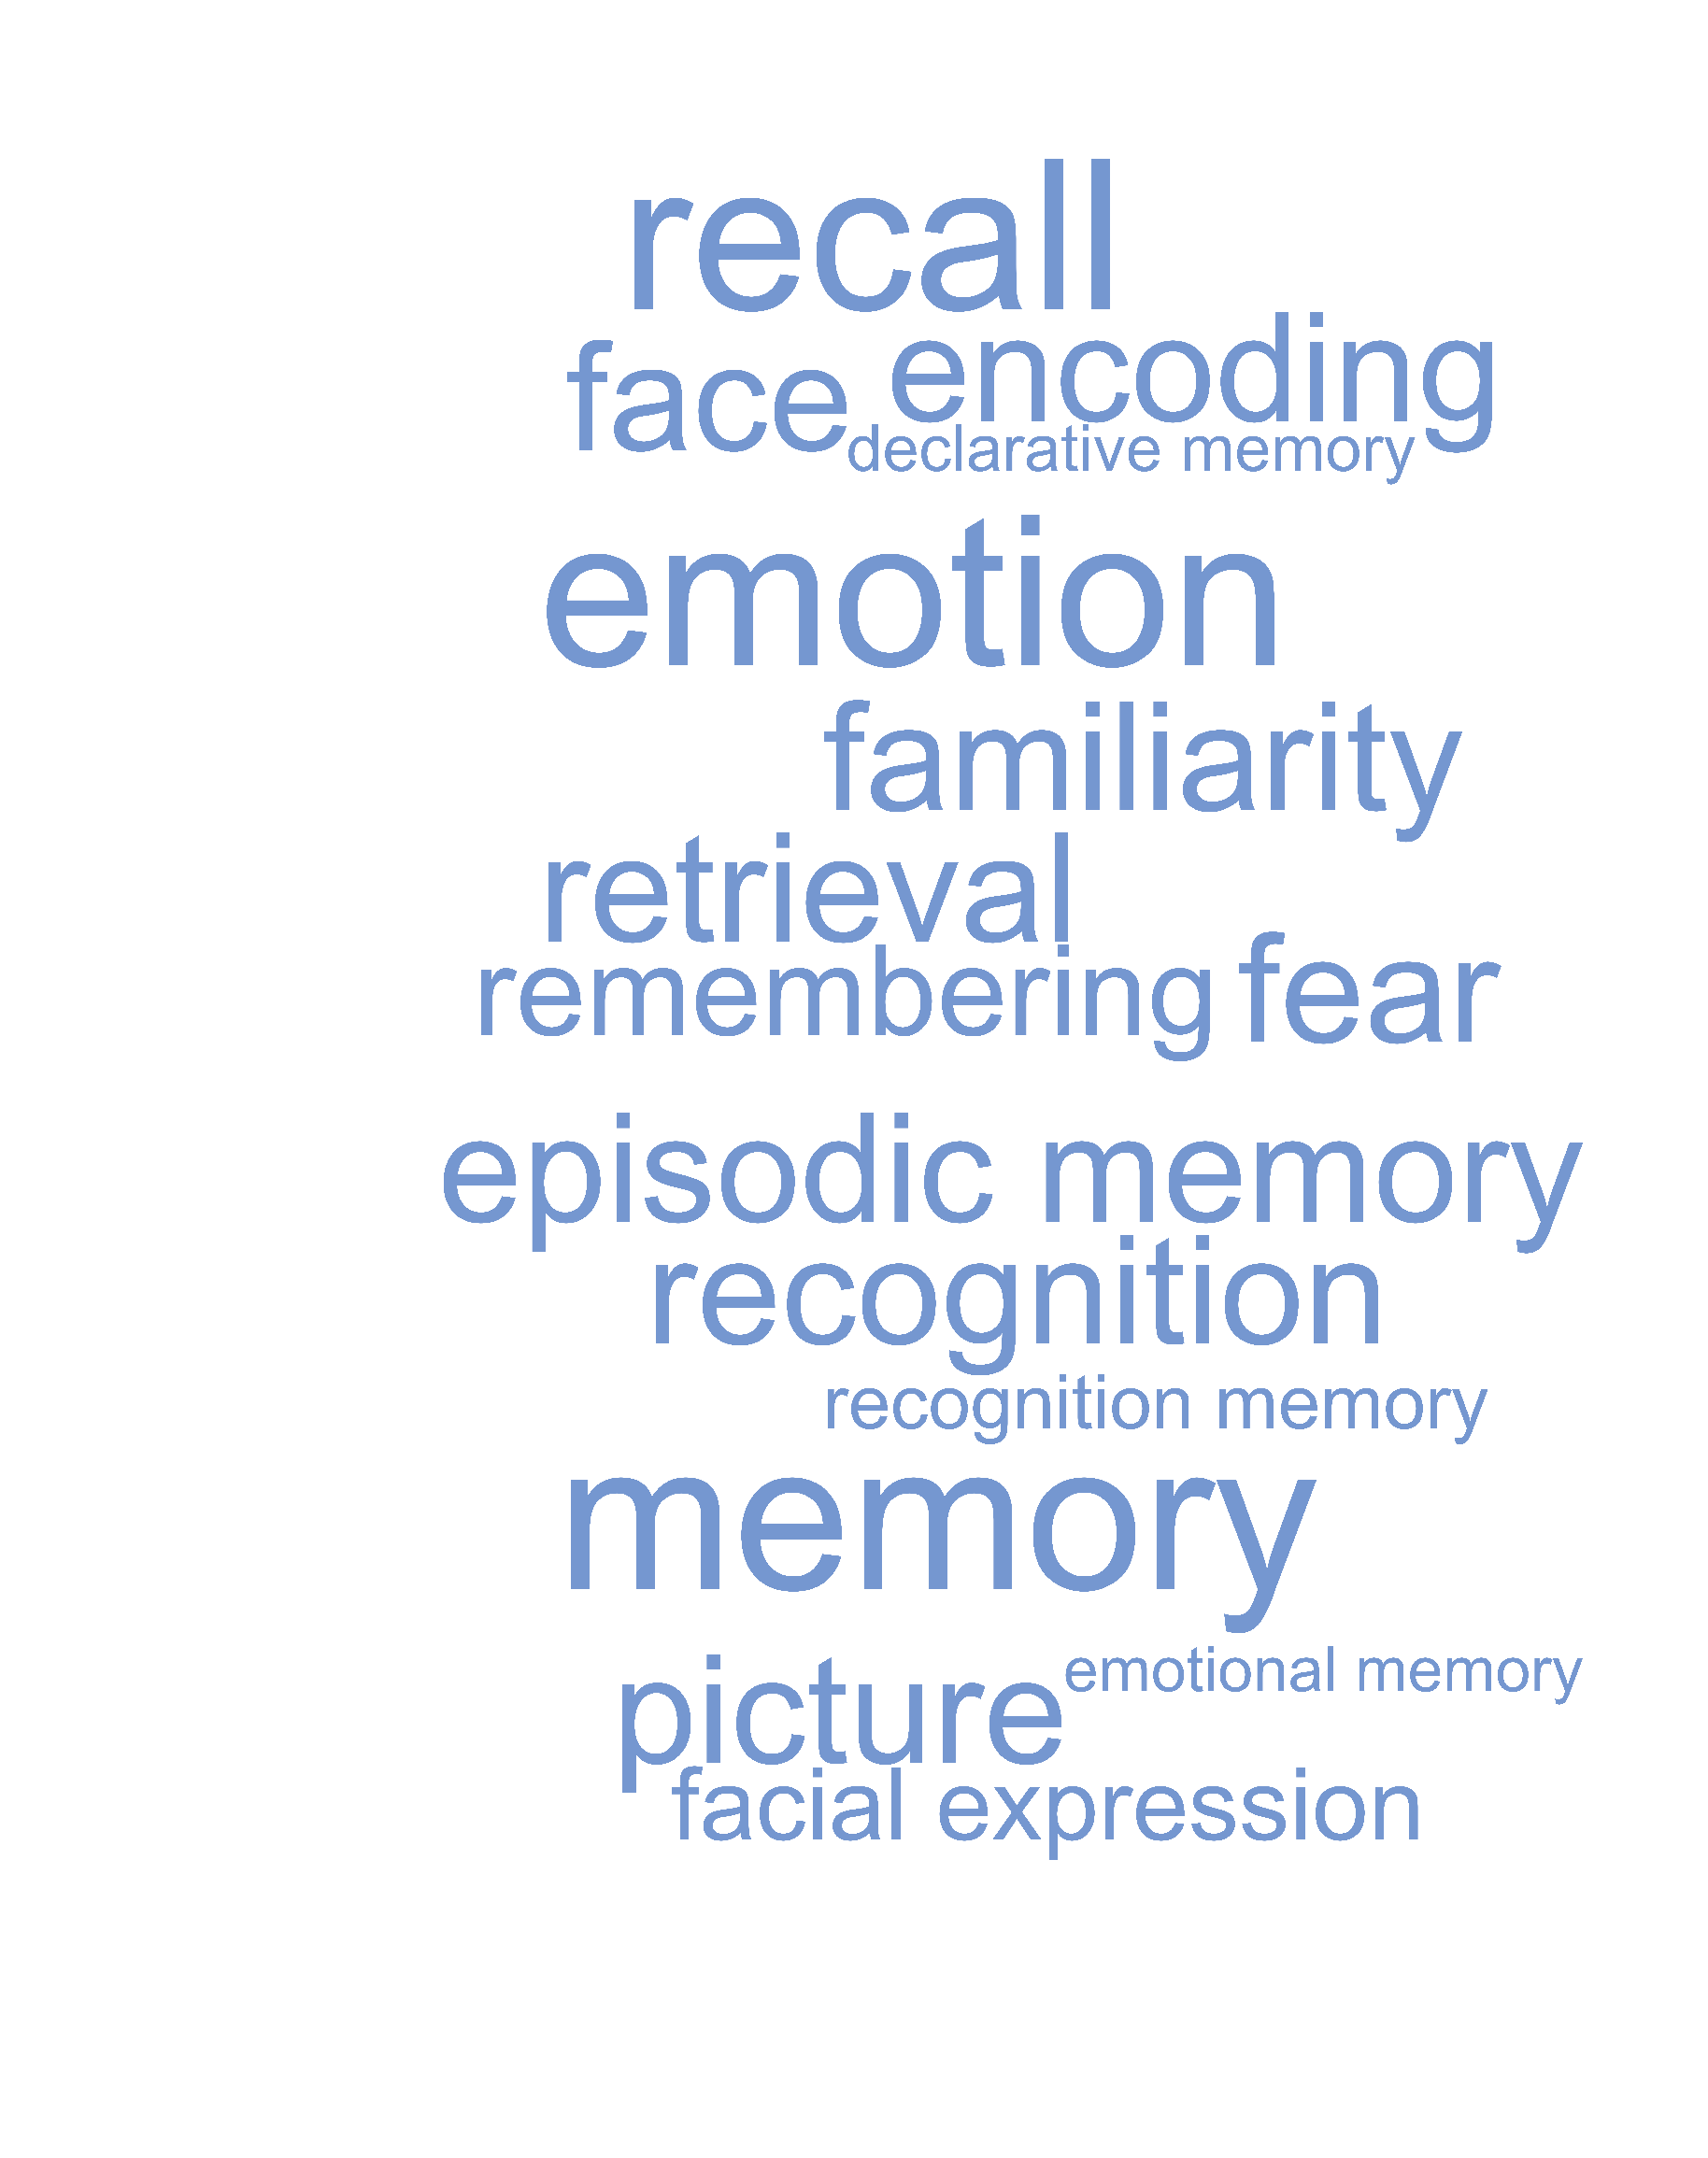 recall
face encoding
declarative memory
emotion
familiarity
retrieval
remembering fear
episodic memory
recognition
recognition memory
memory
emotional memory
picture
facial expression